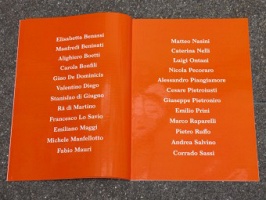 Elisabetta Benassi
Manfredi Beninati
Alighiero Boetti
Carola Bonfili
Gino De Dominicis
Valentino Diego
Stanislao di Giugno
Rä di Martino
Francesco Lo Savio
Emiliano Maggi
Michele Manfellotto
Fabio Mauri
Matteo Nasini
Caterina Nelli
Luigi Ontani
Nicola Pecoraro
Alessandro Piangiamore
Cesare Pietroiusti
Giuseppe Pietroniro
Emilio Prini
Marco Raparelli
Pietro Ruffo
Andrea Salvino
Corrado Sassi